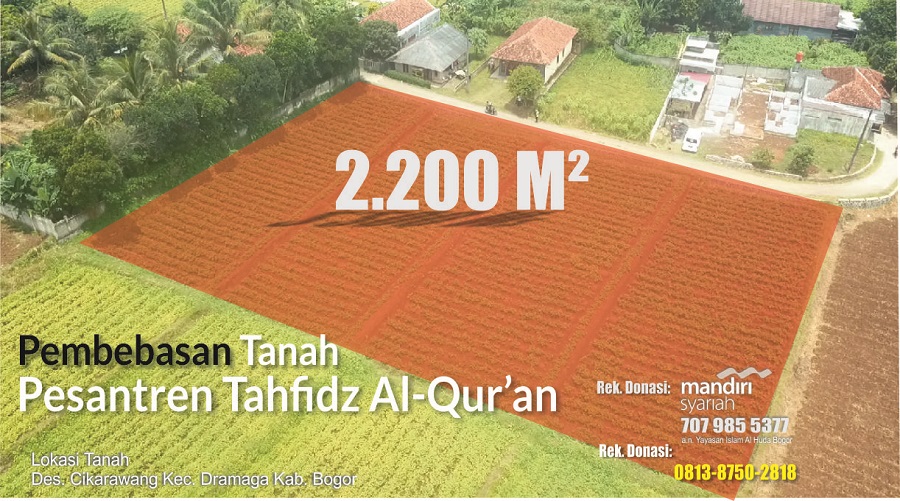 2.200 M²
Pembebasan Tanah
Pesantren Tahfidz Al-Qur'an
Lokasi Tanah
Des. Cikarawang Kec. Dramaga Kab. Bogor
Rek. Donasi:
mandiri
syariah
707 985 5377
a.n. Yayasan Islam Al Huda Bogor
Rek. Donasi:
0813-8750-2818